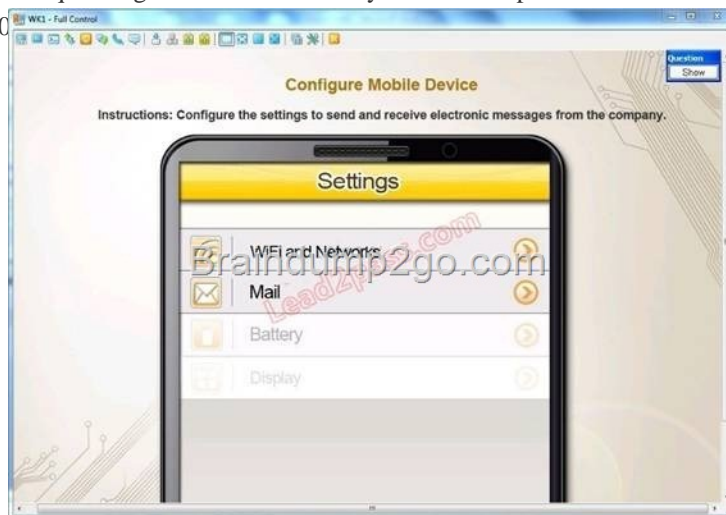 WK1 - Full Control
Question
Show
Configure Mobile Device
Instructions: Configure the settings to send and receive electronic messages from the company.
Settings
WiFi and Networks
Braindump2go.com
Lead2pass.com
Mail
Battery
Display